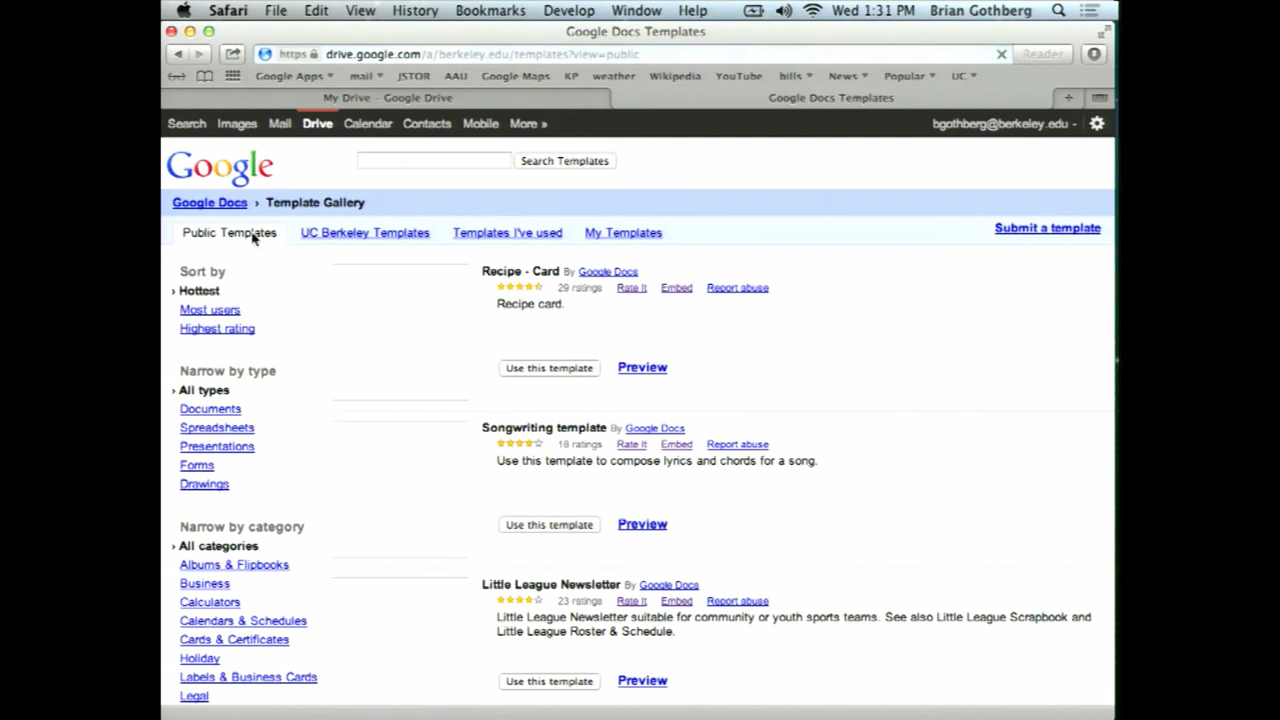 Safari File Edit View History Bookmarks Develop Window Help Wed 1:31 PM Brian Gothberg
Google Docs Templates
https drive.google.com/a/berkeley.edu/templates?view=public Reader
Google Apps mail JSTOR AAU Google Maps KP weather Wikipedia YouTube bills News Popular UC
My Drive - Google Drive Google Docs Templates +
Search Images Mail Drive Calendar Contacts Mobile More » bgothberg@berkeley.edu
Google Search Templates
Google Docs › Template Gallery
Public Templates UC Berkeley Templates Templates I've used My Templates Submit a template
Sort by
› Hottest
Most users
Highest rating
Narrow by type
› All types
Documents
Spreadsheets
Presentations
Forms
Drawings
Narrow by category
› All categories
Albums & Flipbooks
Business
Calculators
Calendars & Schedules
Cards & Certificates
Holiday
Labels & Business Cards
Legal
Recipe - Card By Google Docs
29 ratings Rate It Embed Report abuse
Recipe card.
Use this template Preview
Songwriting template By Google Docs
18 ratings Rate It Embed Report abuse
Use this template to compose lyrics and chords for a song.
Use this template Preview
Little League Newsletter By Google Docs
23 ratings Rate It Embed Report abuse
Little League Newsletter suitable for community or youth sports teams. See also Little League Scrapbook and
Little League Roster & Schedule.
Use this template Preview